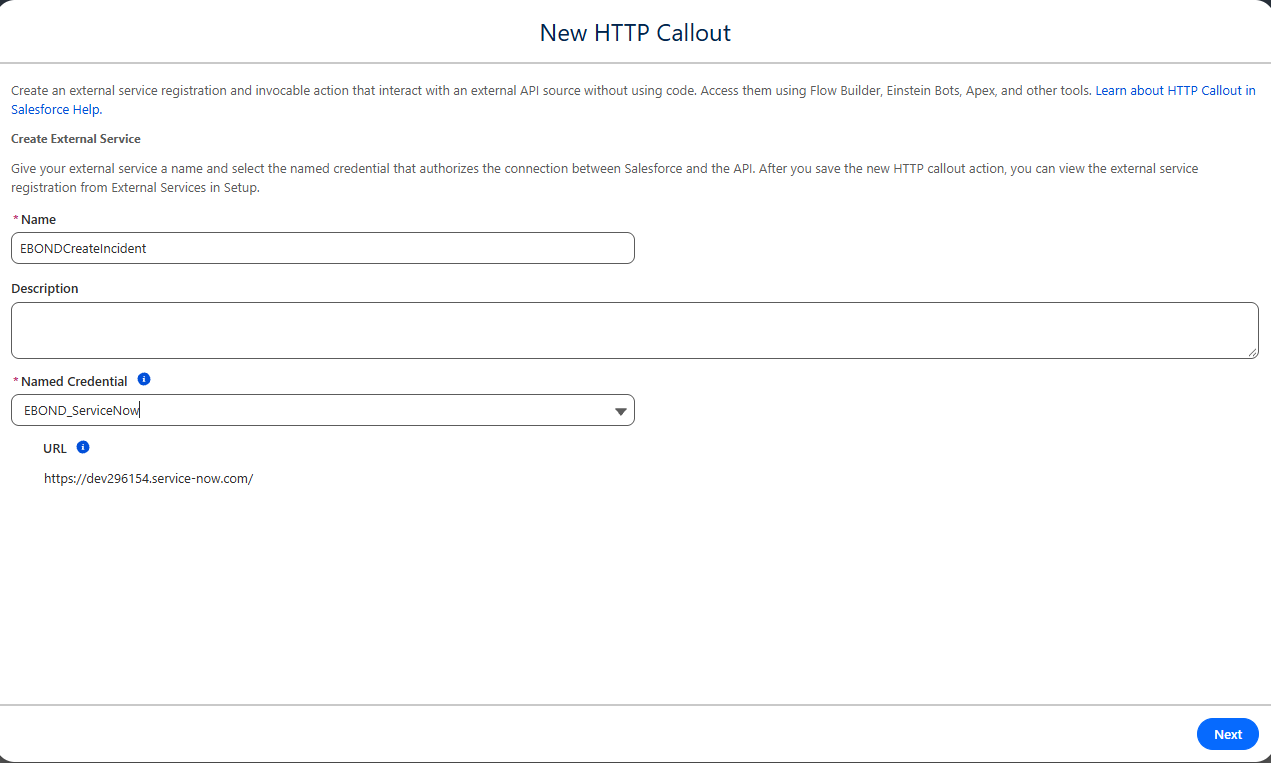 New HTTP Callout
Create an external service registration and invocable action that interact with an external API source without using code. Access them using Flow Builder, Einstein Bots, Apex, and other tools. Learn about HTTP Callout in
Salesforce Help.
Create External Service
Give your external service a name and select the named credential that authorizes the connection between Salesforce and the API. After you save the new HTTP callout action, you can view the external service
registration from External Services in Setup.
* Name
EBONDCreateIncident
Description
* Named Credential
EBOND_ServiceNow
URL
https://dev296154.service-now.com/
Next